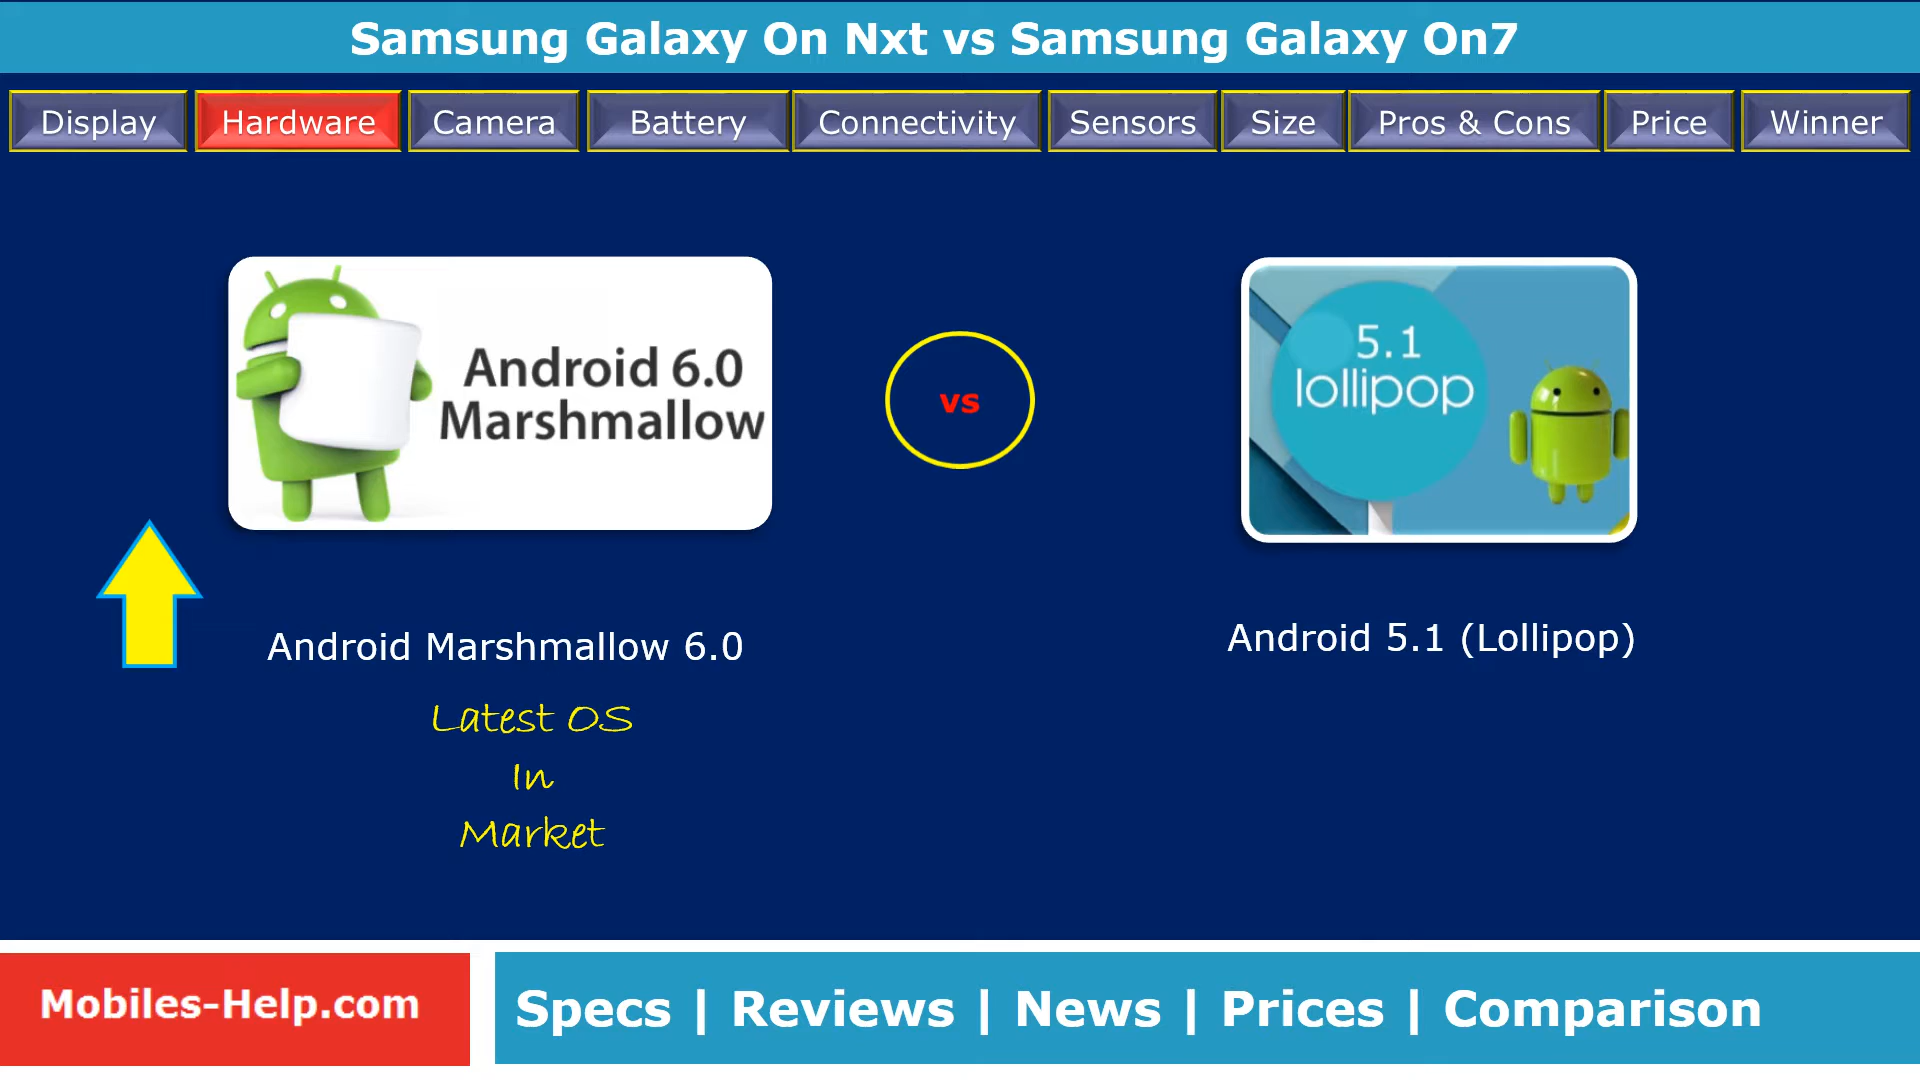 Samsung Galaxy On Nxt vs Samsung Galaxy On7
Display Hardware Camera Battery Connectivity Sensors Size Pros & Cons Price Winner
Android 6.0
Marshmallow
vs
5.1
lollipop
Android Marshmallow 6.0
Android 5.1 (Lollipop)
Latest OS
In
Market
Mobiles-Help.com
Specs | Reviews | News | Prices | Comparison